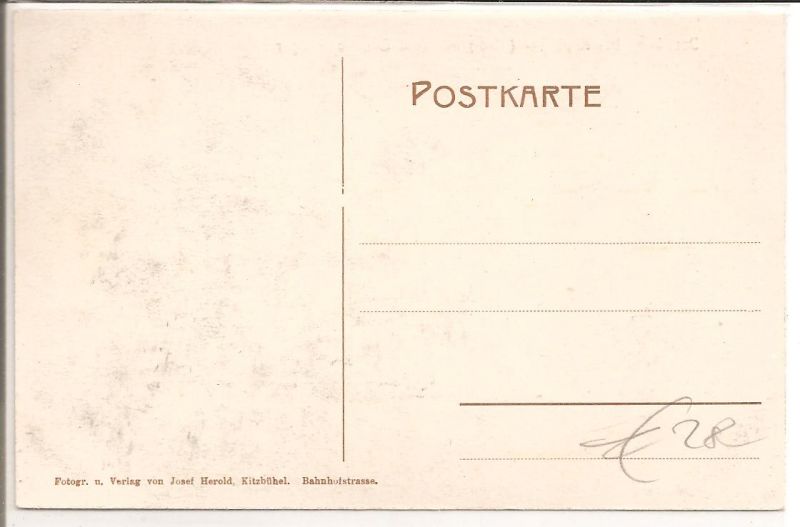 POSTKARTE
€ 28
Fotogr. u. Verlag von Josef Herold, Kitzbühel. Bahnhofstrasse.